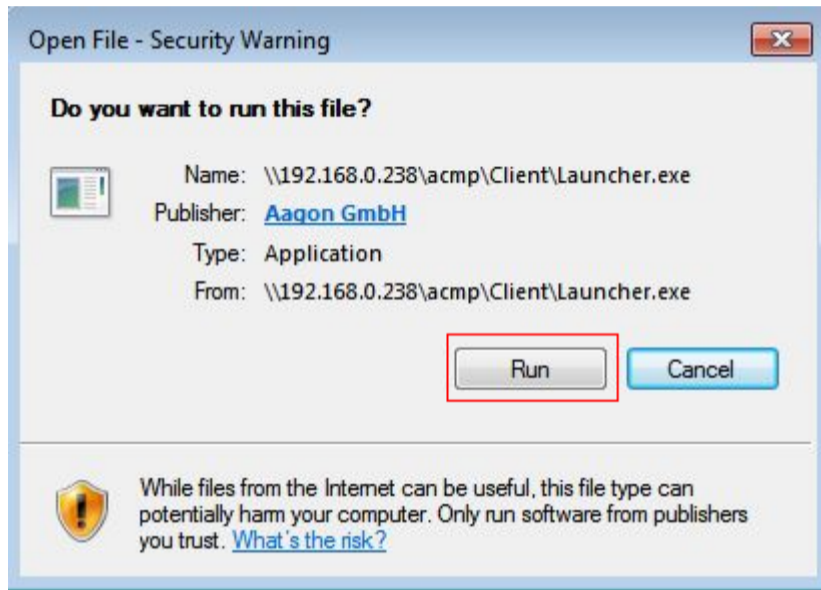 Open File - Security Warning
Do you want to run this file?
Name: \\192.168.0.238\acmp\Client\Launcher.exe
Publisher: Aagon GmbH
Type: Application
From: \\192.168.0.238\acmp\Client\Launcher.exe
Run Cancel
While files from the Internet can be useful, this file type can
potentially harm your computer. Only run software from publishers
you trust. What's the risk?